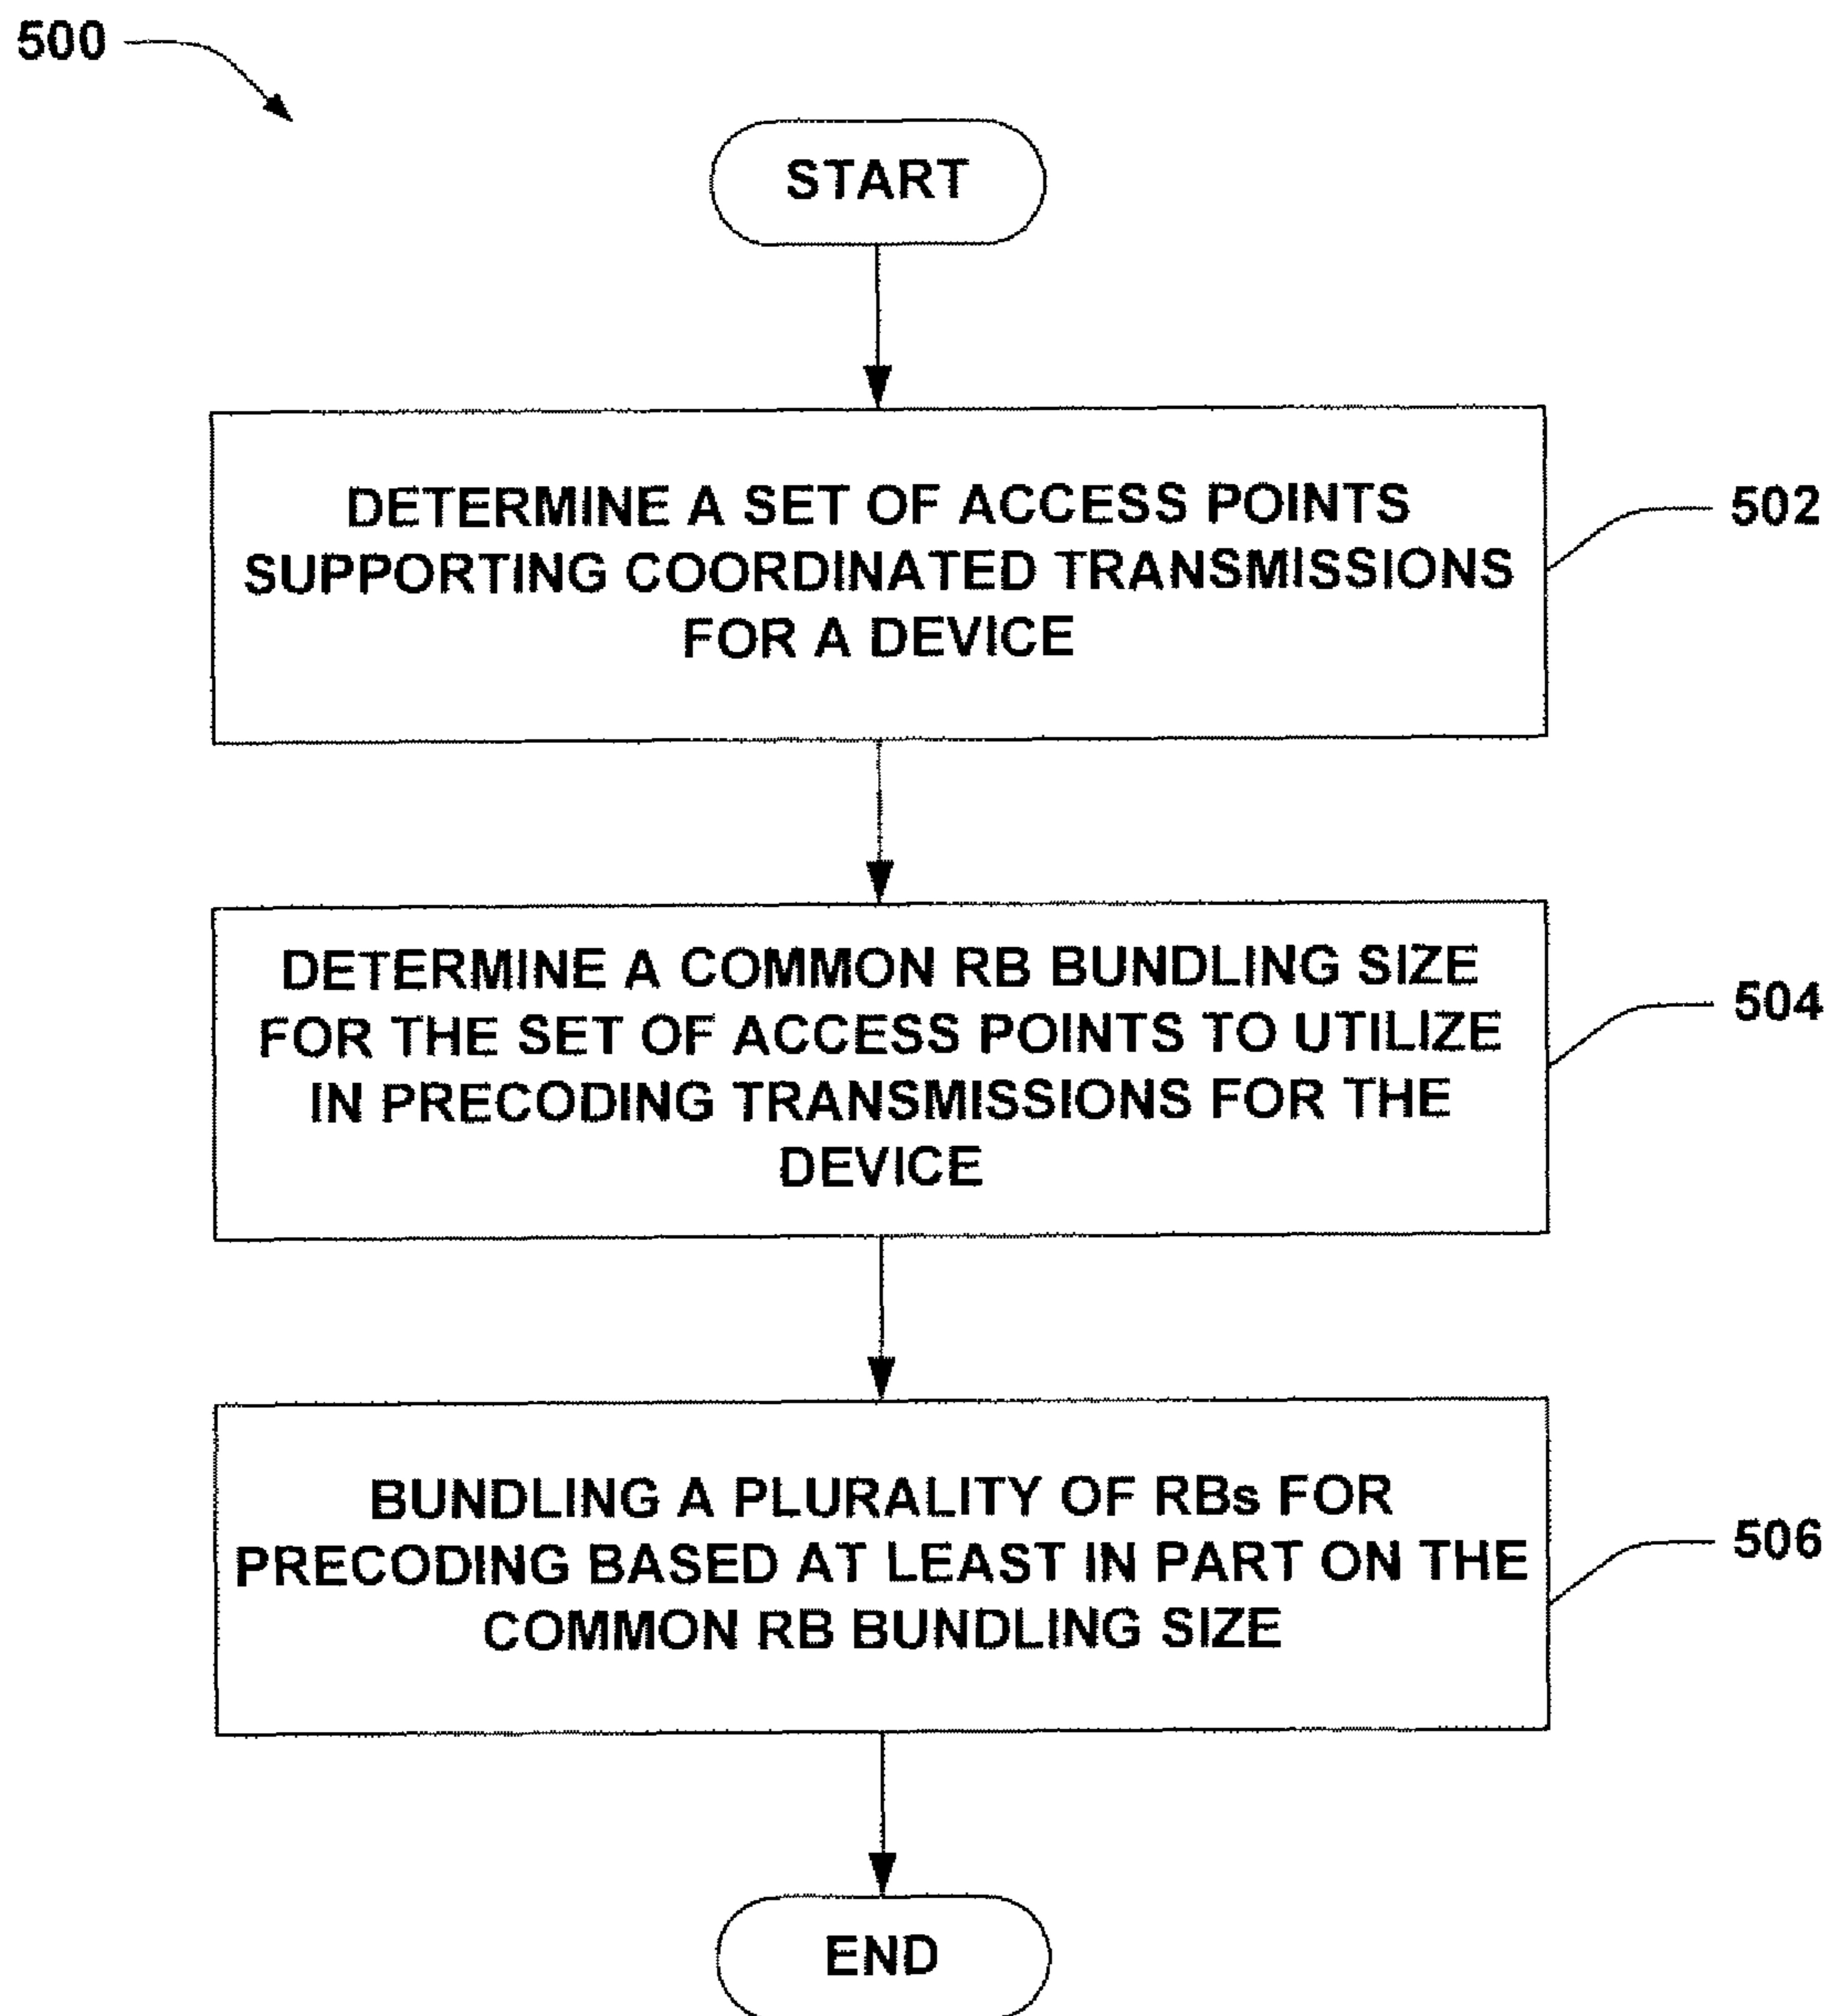 500
START
DETERMINE A SET OF ACCESS POINTS
SUPPORTING COORDINATED TRANSMISSIONS
FOR A DEVICE
502
DETERMINE A COMMON RB BUNDLING SIZE
FOR THE SET OF ACCESS POINTS TO UTILIZE
IN PRECODING TRANSMISSIONS FOR THE
DEVICE
504
BUNDLING A PLURALITY OF RBs FOR
PRECODING BASED AT LEAST IN PART ON THE
COMMON RB BUNDLING SIZE
506
END